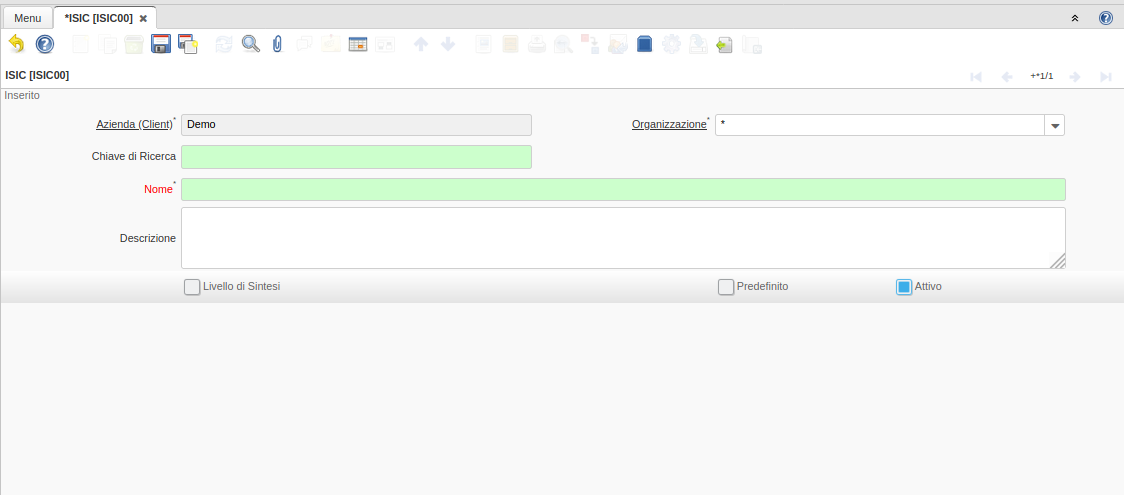 Menu
*ISIC [ISIC00]
ISIC [ISIC00]
+*1/1
Inserito
Azienda (Client)* Demo
Organizzazione* *
Chiave di Ricerca
Nome*
Descrizione
Livello di Sintesi
Predefinito
Attivo